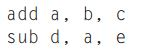 add a, b, c
sub d, a, e